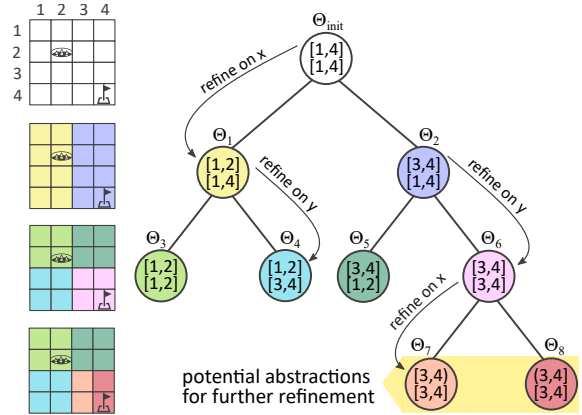 1 2 3 4
1
2
3
4
Θinit
[1,4]
[1,4]
refine on x
Θ1
[1,2]
[1,4]
Θ2
[3,4]
[1,4]
refine on y
refine on y
Θ3
[1,2]
[1,2]
Θ4
[1,2]
[3,4]
Θ5
[3,4]
[1,2]
Θ6
[3,4]
[3,4]
refine on x
Θ7
[3,4)
[3,4]
Θ8
[3,4]
[3,4]
potential abstractions
for further refinement